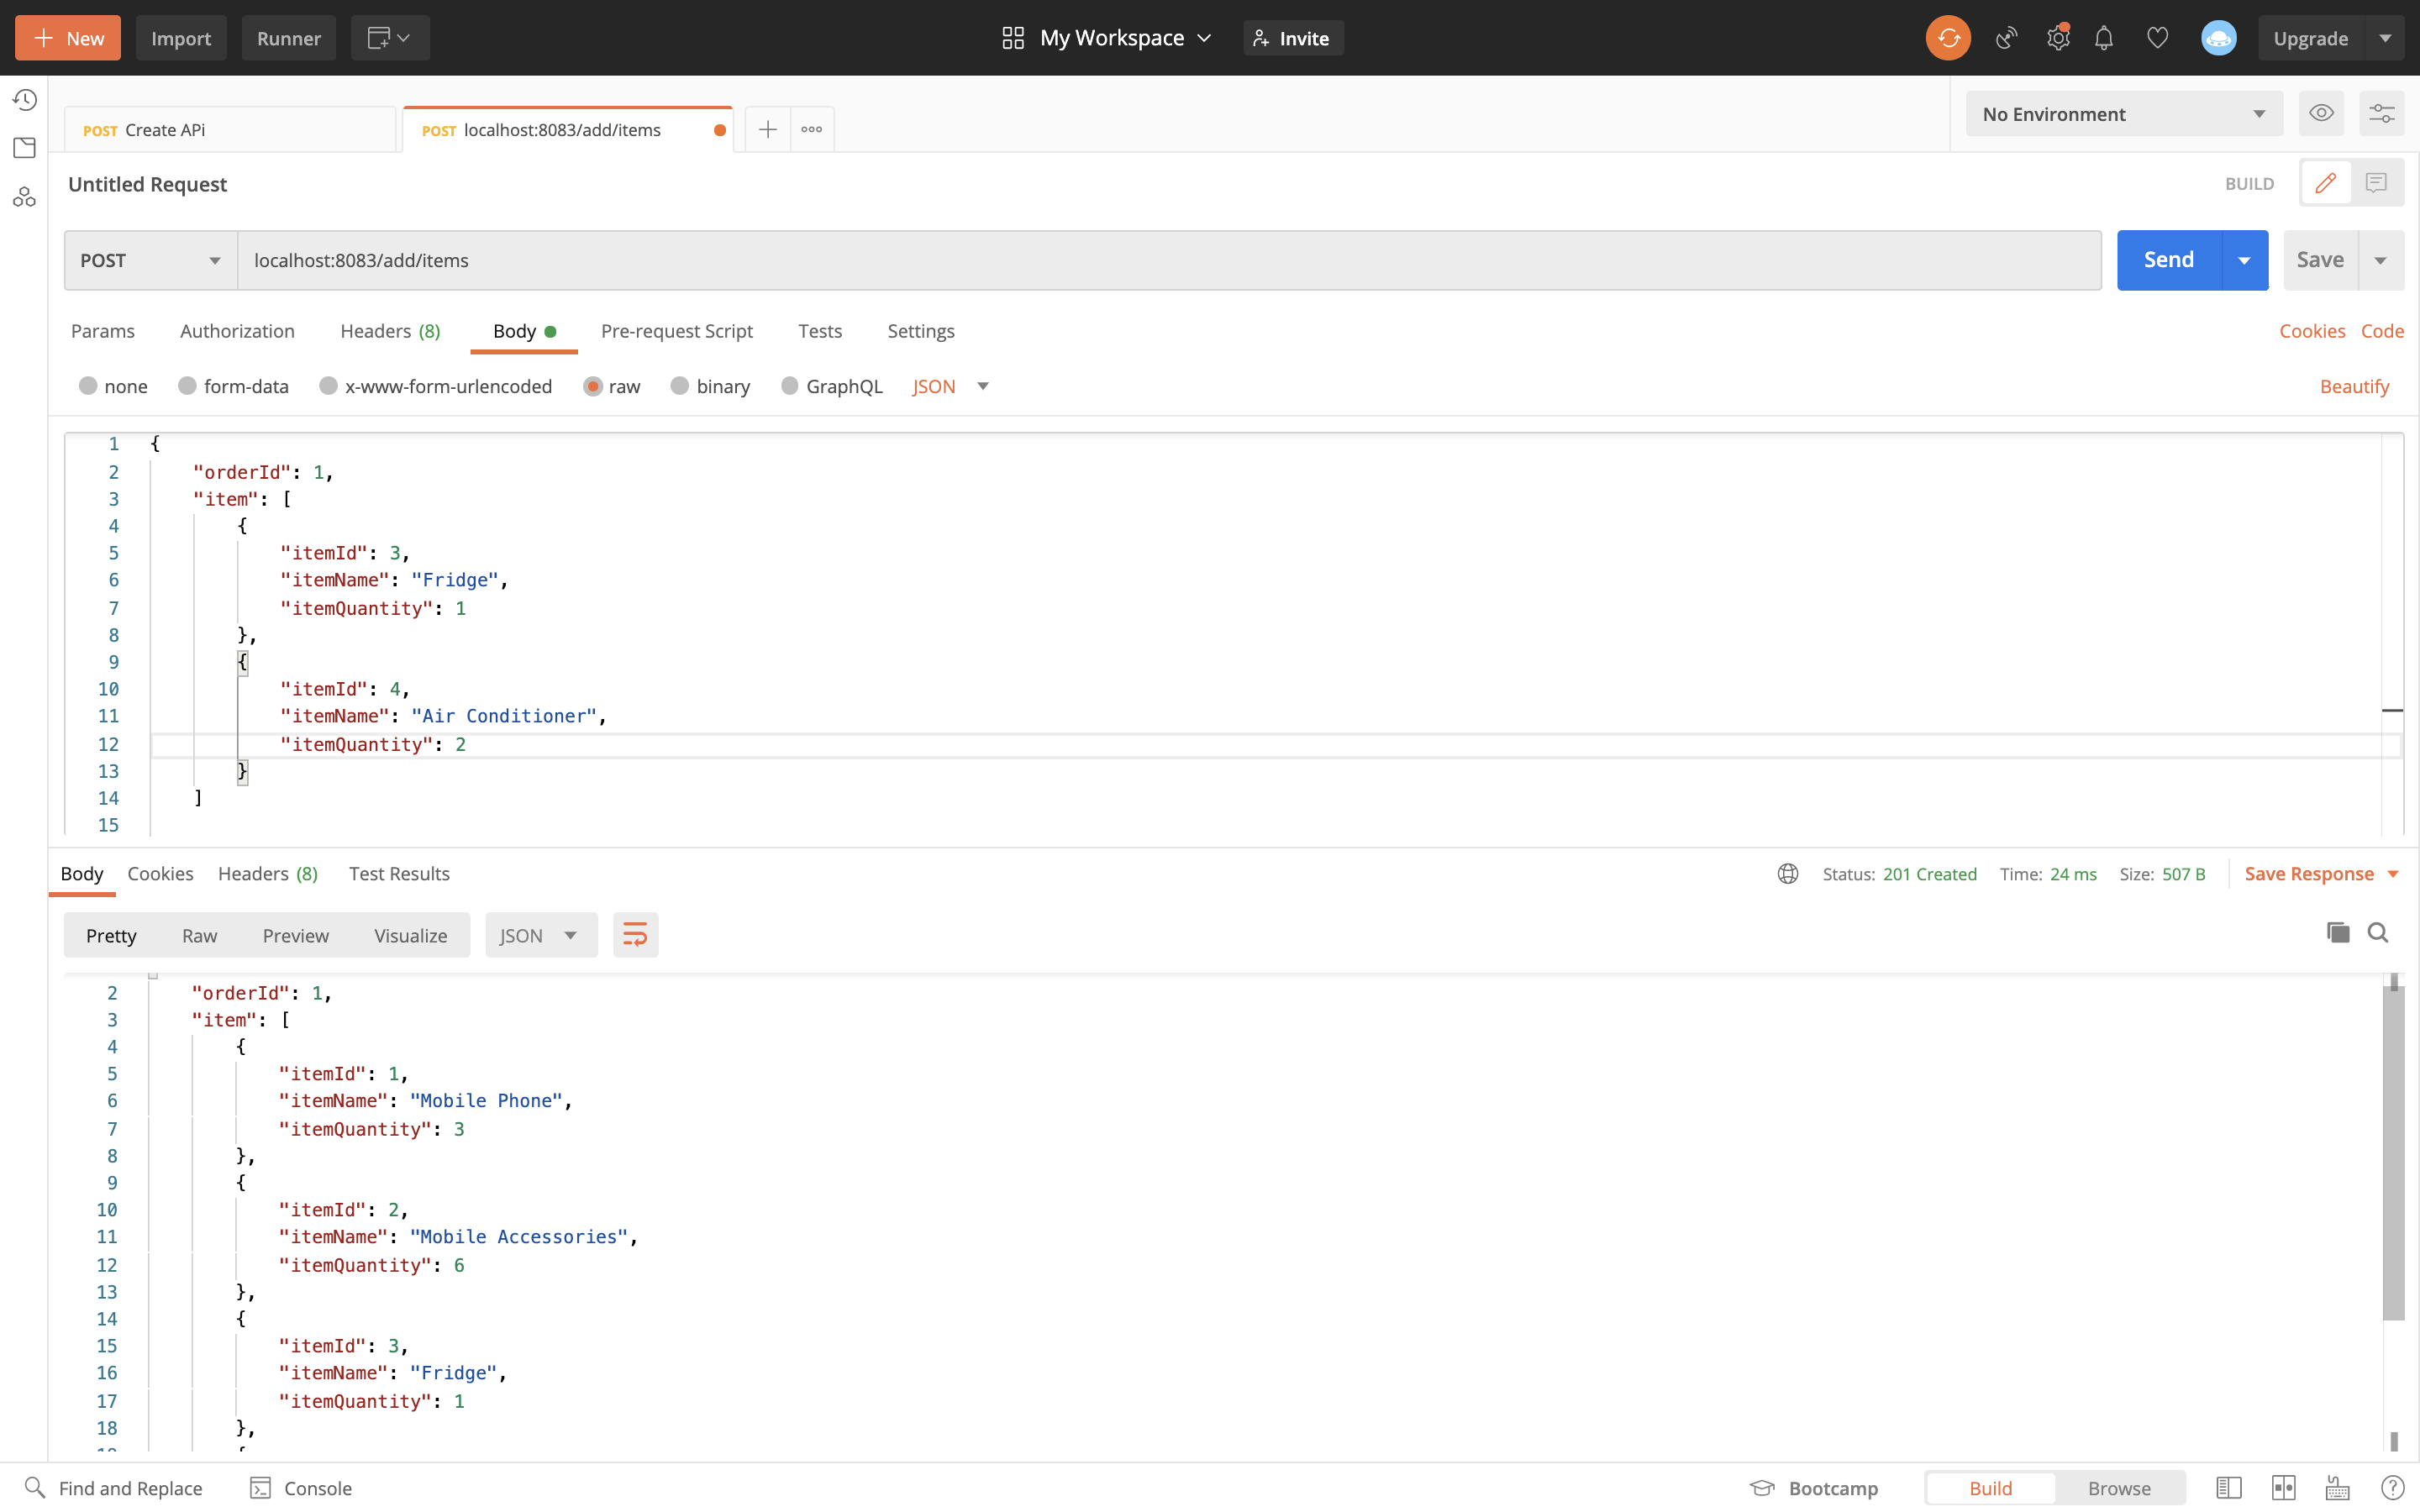 New Import Runner My Workspace Invite Upgrade
POST Create APi POST localhost:8083/add/items No Environment
Untitled Request BUILD
POST localhost:8083/add/items Send Save
Params Authorization Headers (8) Body Pre-request Script Tests Settings Cookies Code
none form-data x-www-form-urlencoded raw binary GraphQL JSON Beautify
1 {
2 "orderId": 1,
3 "item": [
4 {
5 "itemId": 3,
6 "itemName": "Fridge",
7 "itemQuantity": 1
8 },
9 {
10 "itemId": 4,
11 "itemName": "Air Conditioner",
12 "itemQuantity": 2
13 }
14 ]
15
Body Cookies Headers (8) Test Results Status: 201 Created Time: 24 ms Size: 507 B Save Response
Pretty Raw Preview Visualize JSON
2 "orderId": 1,
3 "item": [
4 {
5 "itemId": 1,
6 "itemName": "Mobile Phone",
7 "itemQuantity": 3
8 },
9 {
10 "itemId": 2,
11 "itemName": "Mobile Accessories",
12 "itemQuantity": 6
13 },
14 {
15 "itemId": 3,
16 "itemName": "Fridge",
17 "itemQuantity": 1
18 },
Find and Replace Console Bootcamp Build Browse